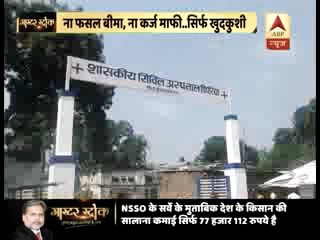 मास्टर स्ट्रोक
ना फसल बीमा, ना कर्ज माफी..सिर्फ खुदकुशी
abp
न्यूज़
शासकीय सिविल अस्पताल
मास्टर स्ट्रोक
NSSO के सर्वे के मुताबिक देश के किसान की
सालाना कमाई सिर्फ 77 हजार 112 रुपये है